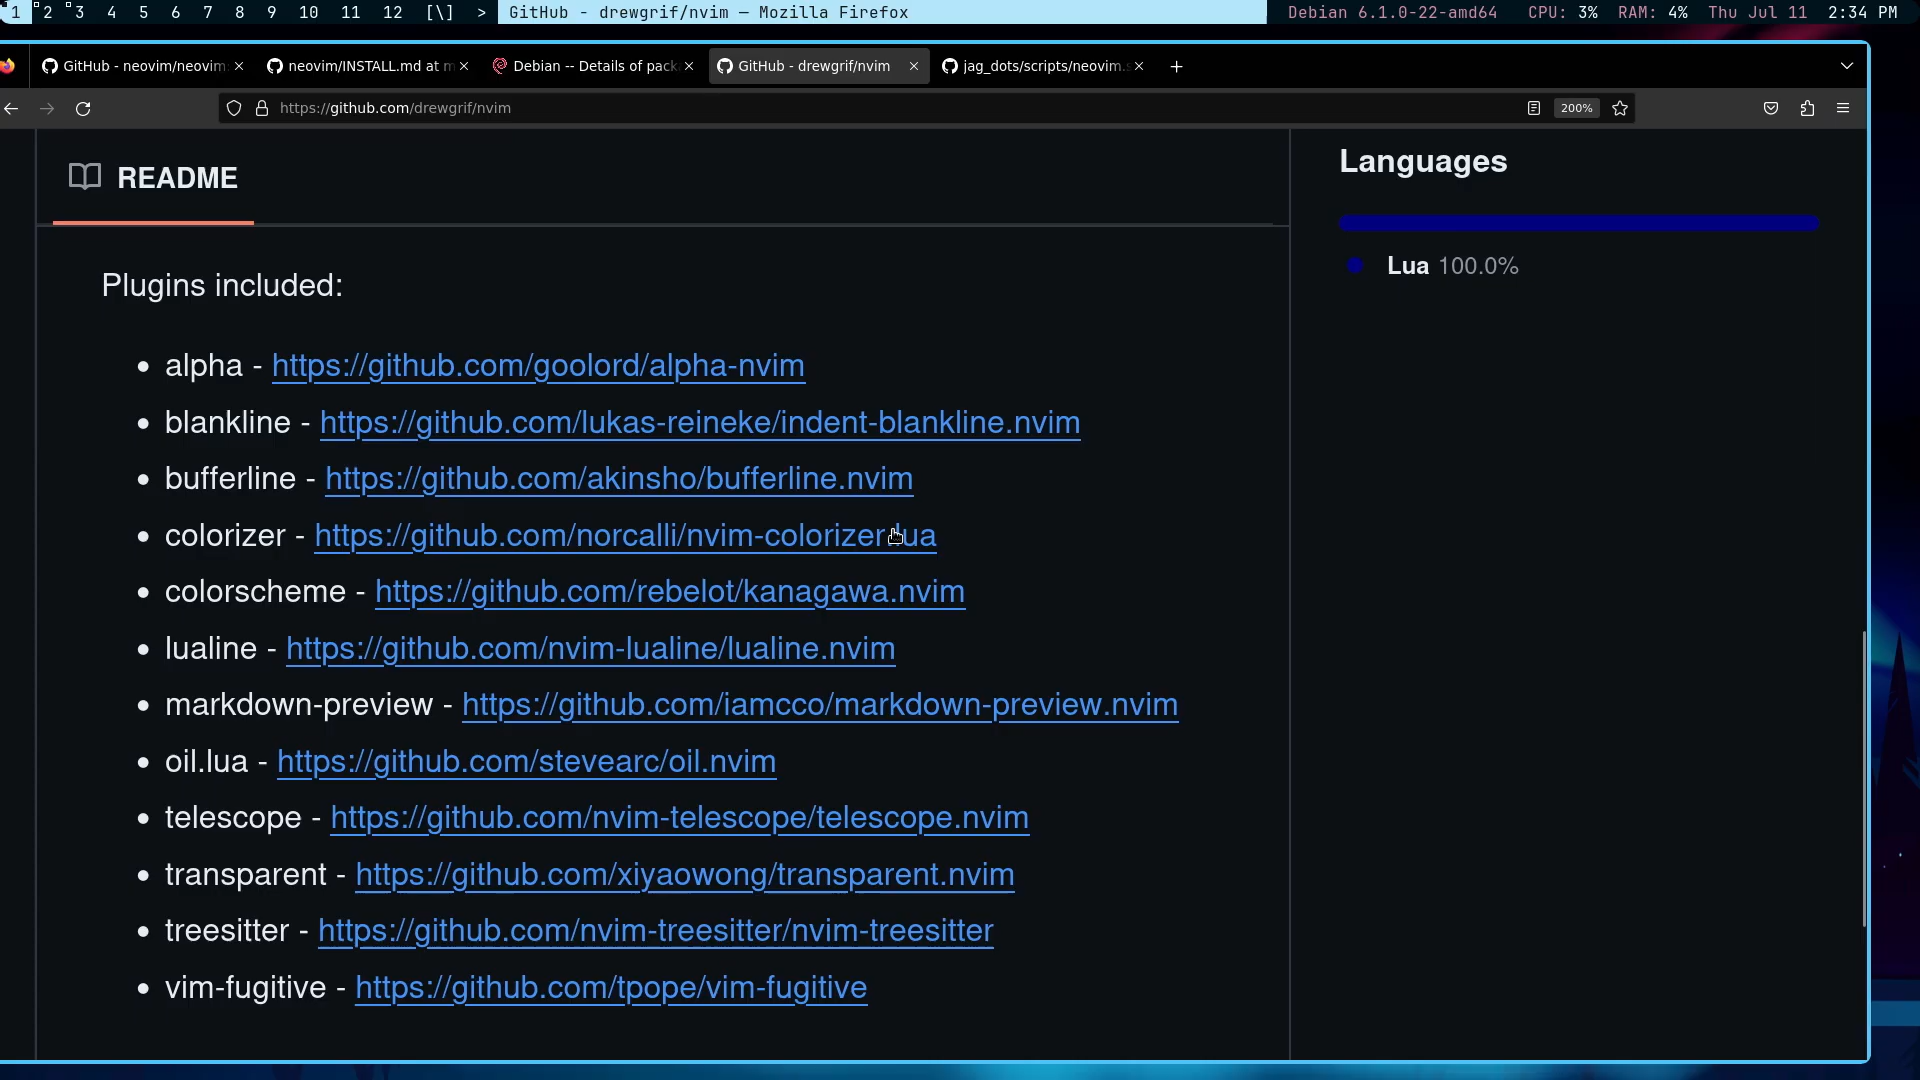 1 2 3 4 5 6 7 8 9 10 11 12 [\] > GitHub - drewgrif/nvim — Mozilla Firefox Debian 6.1.0-22-amd64 CPU: 3% RAM: 4% Thu Jul 11 2:34 PM
GitHub - neovim/neovim: neovim/INSTALL.md at m Debian -- Details of pack GitHub - drewgrif/nvim jag_dots/scripts/neovim.s
https://github.com/drewgrif/nvim 200%
README
Plugins included:
alpha - https://github.com/goolord/alpha-nvim
blankline - https://github.com/lukas-reineke/indent-blankline.nvim
bufferline - https://github.com/akinsho/bufferline.nvim
colorizer - https://github.com/norcalli/nvim-colorizer.lua
colorscheme - https://github.com/rebelot/kanagawa.nvim
lualine - https://github.com/nvim-lualine/lualine.nvim
markdown-preview - https://github.com/iamcco/markdown-preview.nvim
oil.lua - https://github.com/stevearc/oil.nvim
telescope - https://github.com/nvim-telescope/telescope.nvim
transparent - https://github.com/xiyaowong/transparent.nvim
treesitter - https://github.com/nvim-treesitter/nvim-treesitter
vim-fugitive - https://github.com/tpope/vim-fugitive
Languages
Lua 100.0%